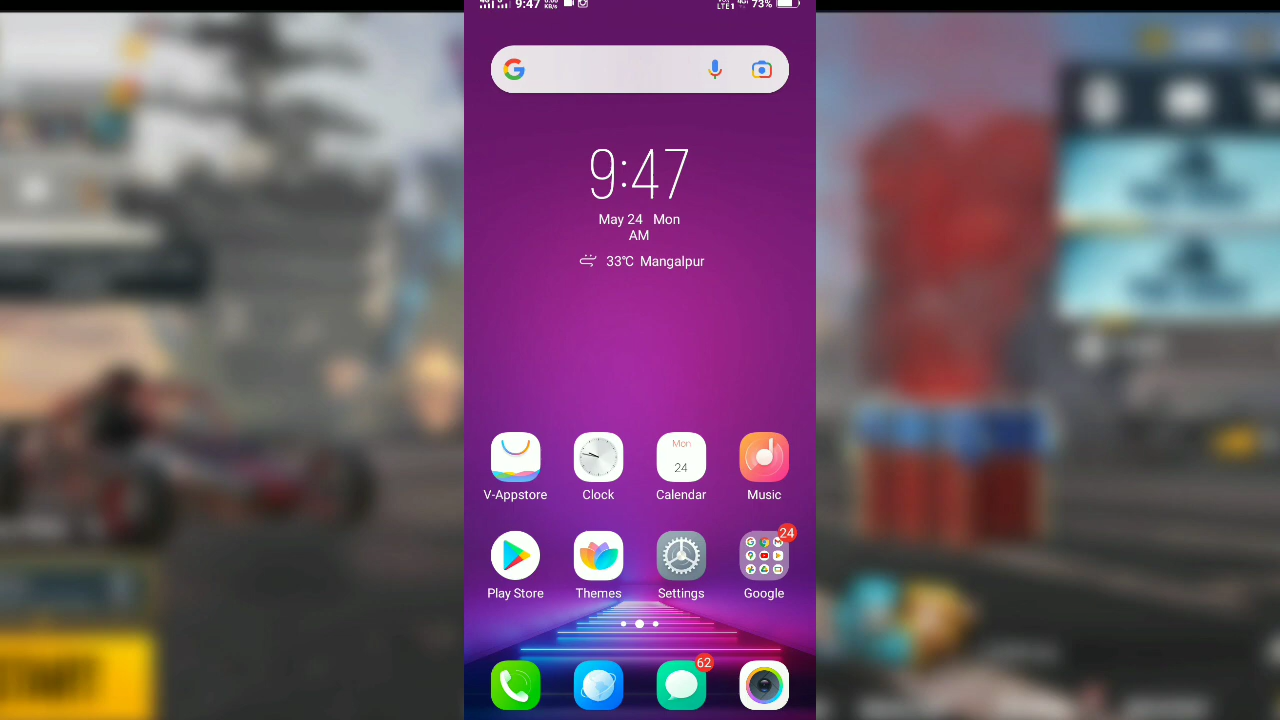 9:47
73%
9:47
May 24 Mon
AM
33℃ Mangalpur
Mon
24
V-Appstore
Clock
Calendar
Music
24
Play Store
Themes
Settings
Google
62